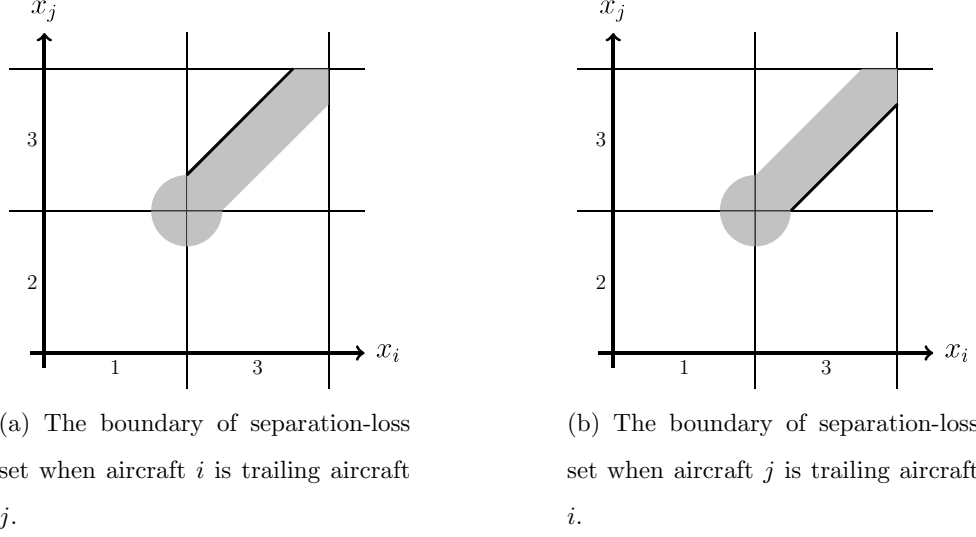 x_j
3
2
1 3
x_i
(a) The boundary of separation-loss
set when aircraft i is trailing aircraft
j.
x_j
3
2
1 3
x_i
(b) The boundary of separation-loss
set when aircraft j is trailing aircraft
i.